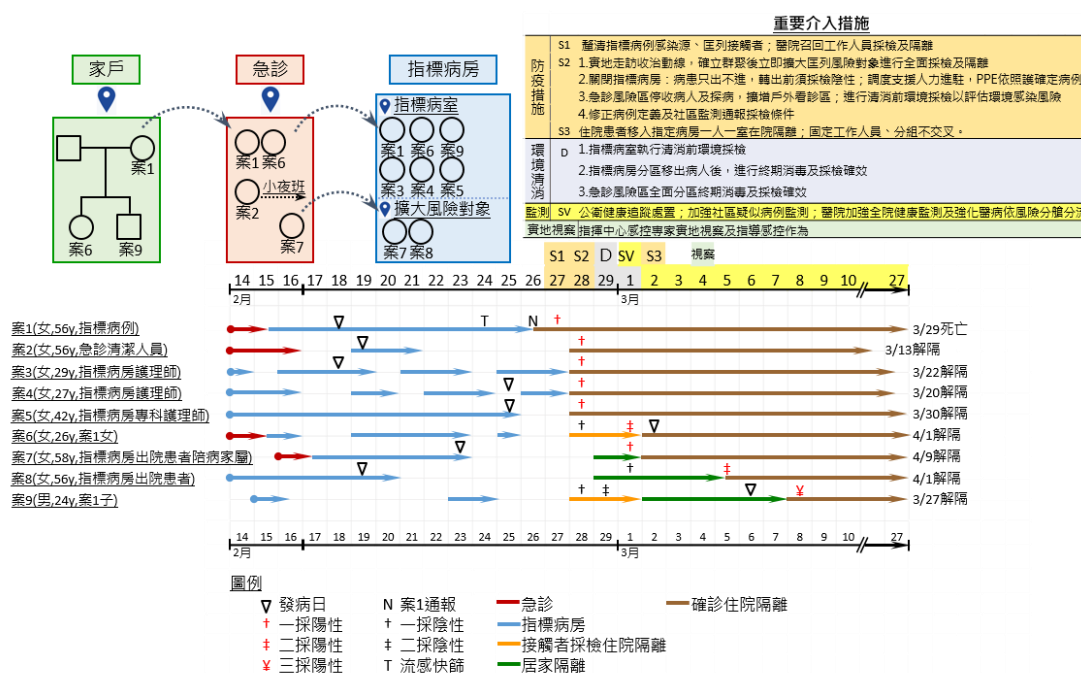 重要介入措施
防疫措施
S1 釐清指標病例感染源、匡列接觸者；醫院召回工作人員採檢及隔離
S2 1.實地走訪收治動線，確立群聚後立即擴大匡列風險對象進行全面採檢及隔離
2.關閉指標病房：病患只出不進，轉出前須採檢陰性；調度支援人力進駐，PPE依照護確定病例
3.急診風險區停收病人及探病，擴增戶外看診區；進行清消前環境採檢以評估環境感染風險
4.修正病例定義及社區監測通報採檢條件
S3 住院患者移入指定病房一人一室在院隔離；固定工作人員、分組不交叉。
環境清消
D 1.指標病室執行清消前環境採檢
2.指標病房分區移出病人後，進行終期消毒及採檢確效
3.急診風險區全面分區終期消毒及採檢確效
監測 SV 公衛健康追蹤處置；加強社區疑似病例監測；醫院加強全院健康監測及強化醫病依風險分艙分流
實地視察 指揮中心感控專家實地視察及指導感控作為
家戶
案1
案6 案9
急診
案1 案6
案2 小夜班
案7
指標病房
指標病室
案1 案6 案9
案3 案4 案5
擴大風險對象
案7 案8
S1 S2 D SV S3 視察
14 15 16 17 18 19 20 21 22 23 24 25 26 27 28 29 1 2 3 4 5 6 7 8 9 10 27
2月 3月
案1(女,56y,指標病例) T N † 3/29死亡
案2(女,56y,急診清潔人員) † 3/13解隔
案3(女,29y,指標病房護理師) † 3/22解隔
案4(女,27y,指標病房護理師) † 3/20解隔
案5(女,42y,指標病房專科護理師) † 3/30解隔
案6(女,26y,案1女) † ‡ 4/1解隔
案7(女,58y,指標病房出院患者陪病家屬) † 4/9解隔
案8(女,56y,指標病房出院患者) † ‡ 4/1解隔
案9(男,24y,案1子) † ‡ ¥ 3/27解隔
14 15 16 17 18 19 20 21 22 23 24 25 26 27 28 29 1 2 3 4 5 6 7 8 9 10 27
2月 3月
圖例
發病日 N 案1通報 急診 確診住院隔離
† 一採陽性 † 一採陰性 指標病房
‡ 二採陽性 ‡ 二採陰性 接觸者採檢住院隔離
¥ 三採陽性 T 流感快篩 居家隔離